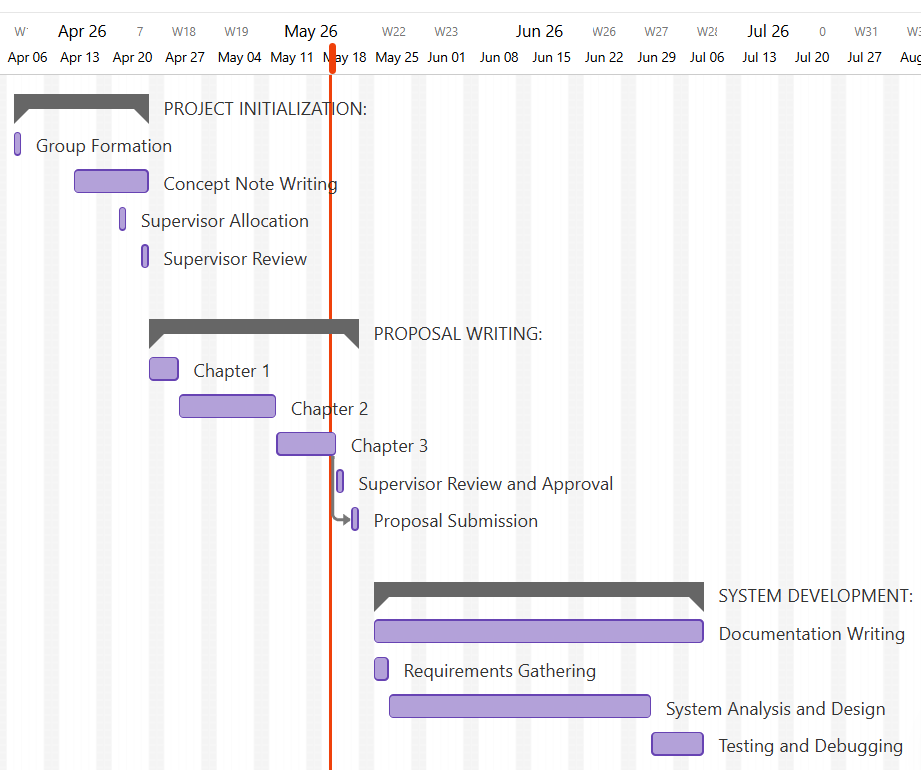 W Apr 26 7 W18 W19 May 26 W22 W23 Jun 26 W26 W27 W28 Jul 26 0 W31 W3
Apr 06 Apr 13 Apr 20 Apr 27 May 04 May 11 May 18 May 25 Jun 01 Jun 08 Jun 15 Jun 22 Jun 29 Jul 06 Jul 13 Jul 20 Jul 27 Aug
PROJECT INITIALIZATION:
Group Formation
Concept Note Writing
Supervisor Allocation
Supervisor Review
PROPOSAL WRITING:
Chapter 1
Chapter 2
Chapter 3
Supervisor Review and Approval
Proposal Submission
SYSTEM DEVELOPMENT:
Documentation Writing
Requirements Gathering
System Analysis and Design
Testing and Debugging